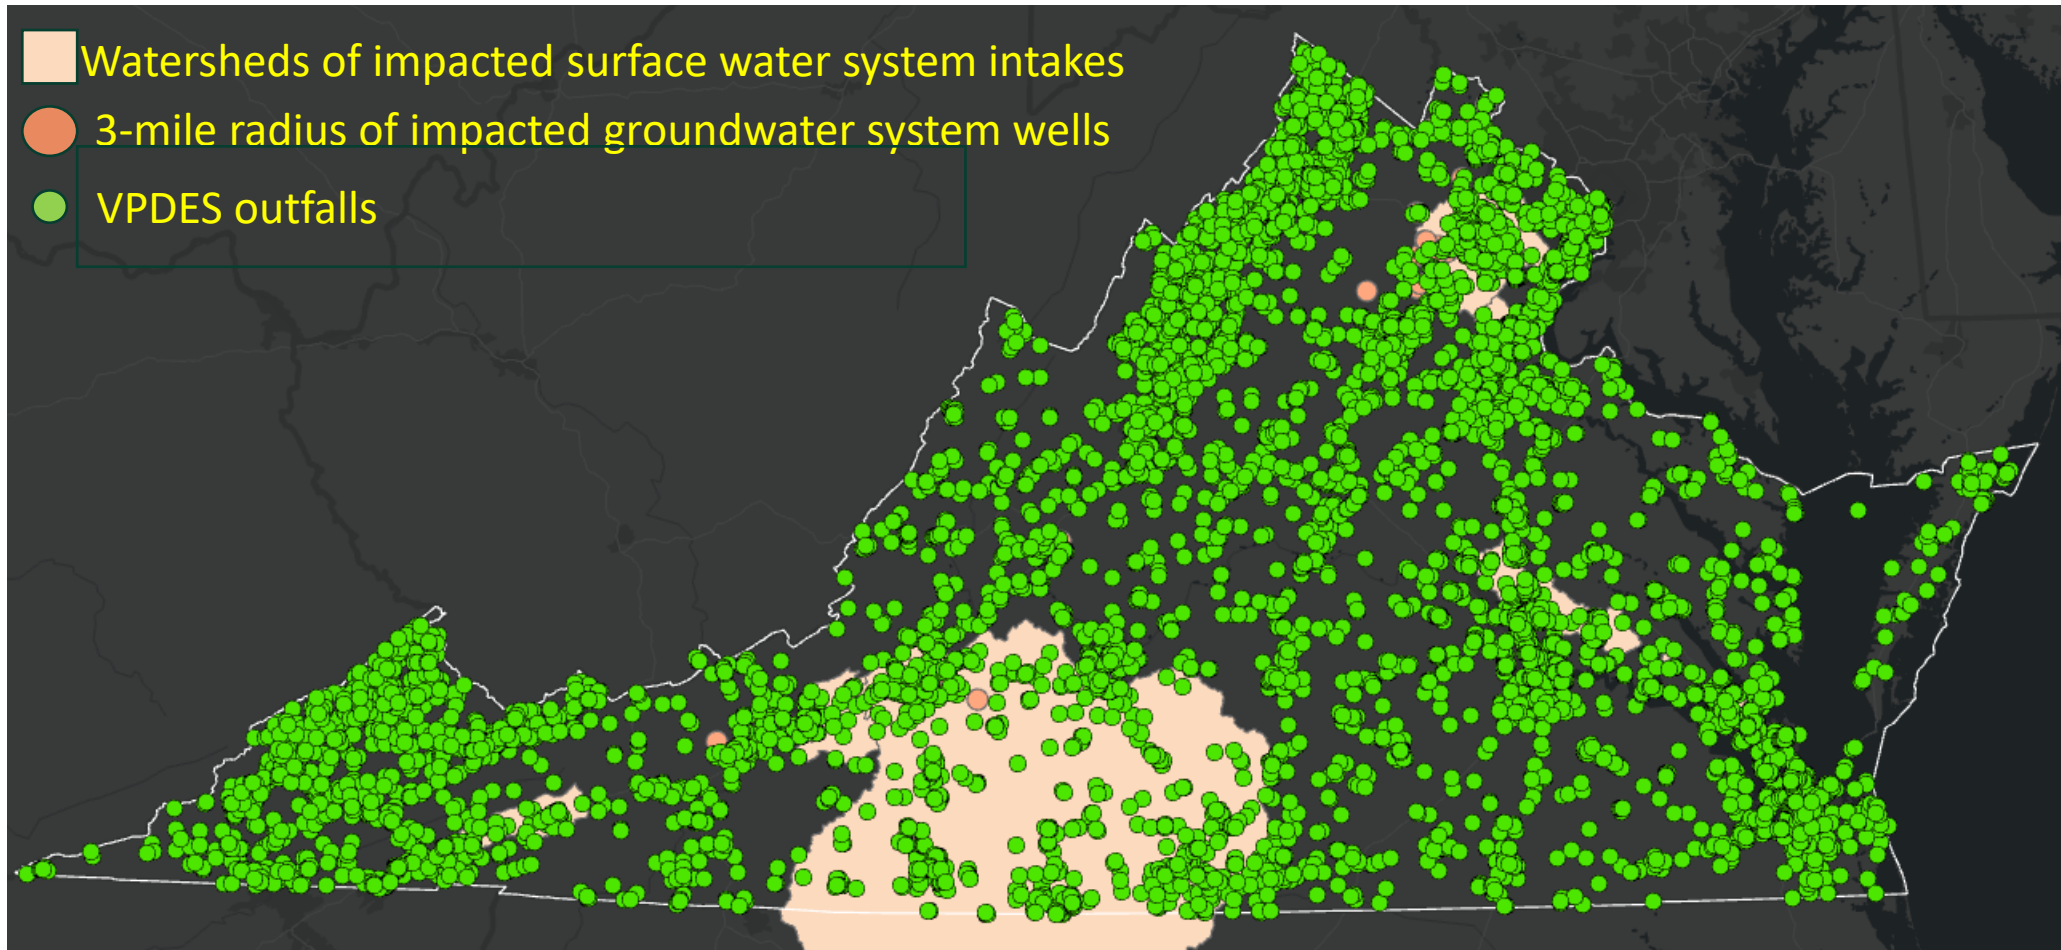 Watersheds of impacted surface water system intakes
3-mile radius of impacted groundwater system wells
VPDES outfalls